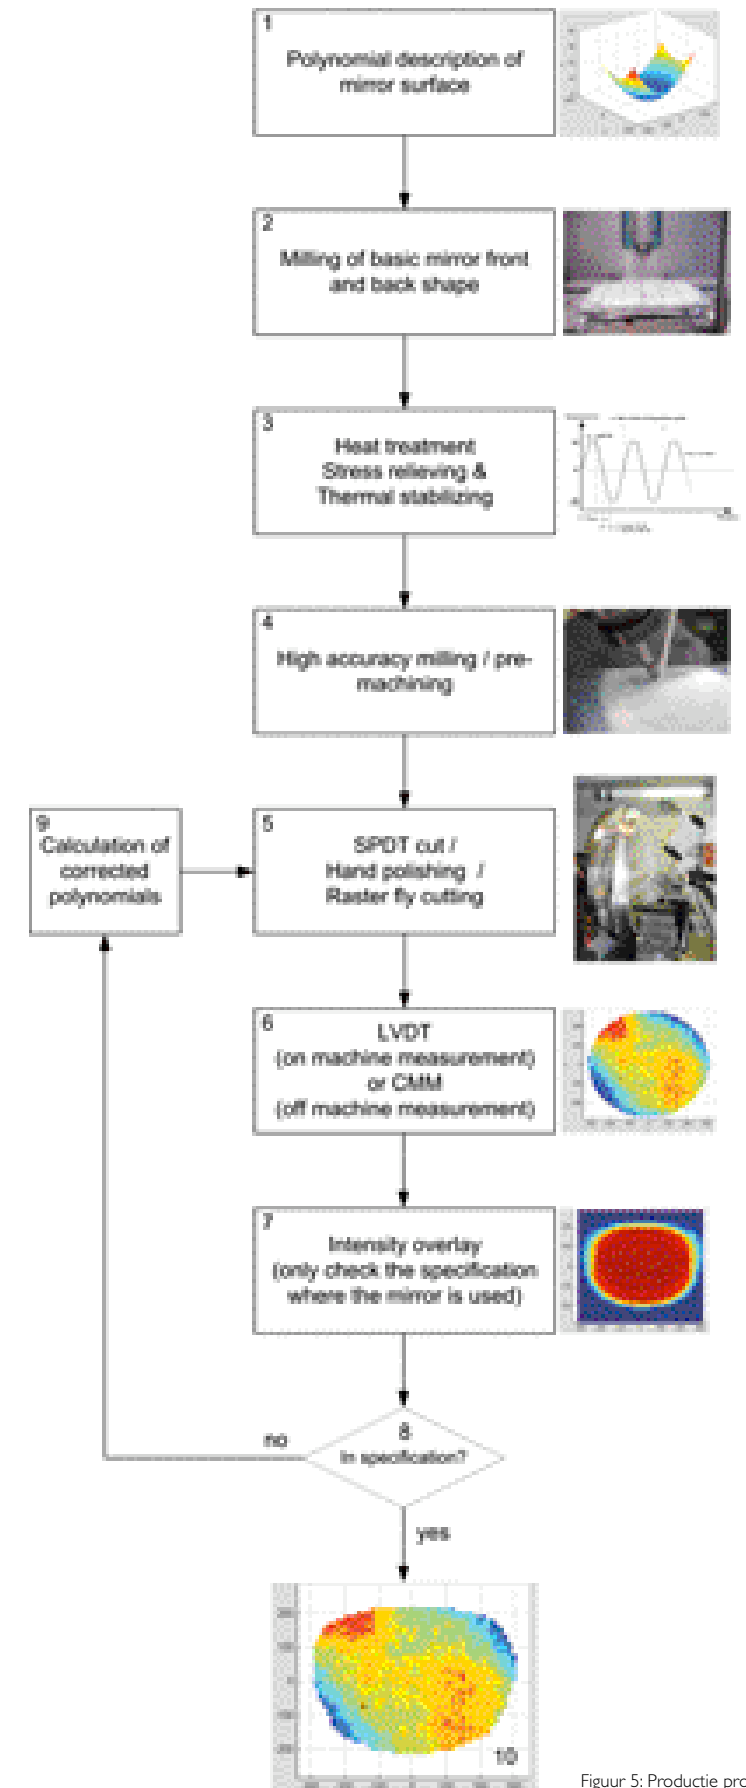 1
Polynomial description of
mirror surface
2
Milling of basic mirror front
and back shape
3
Heat treatment
Stress relieving &
Thermal stabilizing
4
High accuracy milling / pre-
machining
9
Calculation of
corrected
polynomials
5
SPDT cut /
Hand polishing /
Raster fly cutting
6
LVDT
(on machine measurement)
or CMM
(off machine measurement)
7
Intensity overlay
(only check the specification
where the mirror is used)
8
In specification?
no
yes
10
Figuur 5: Productie pro